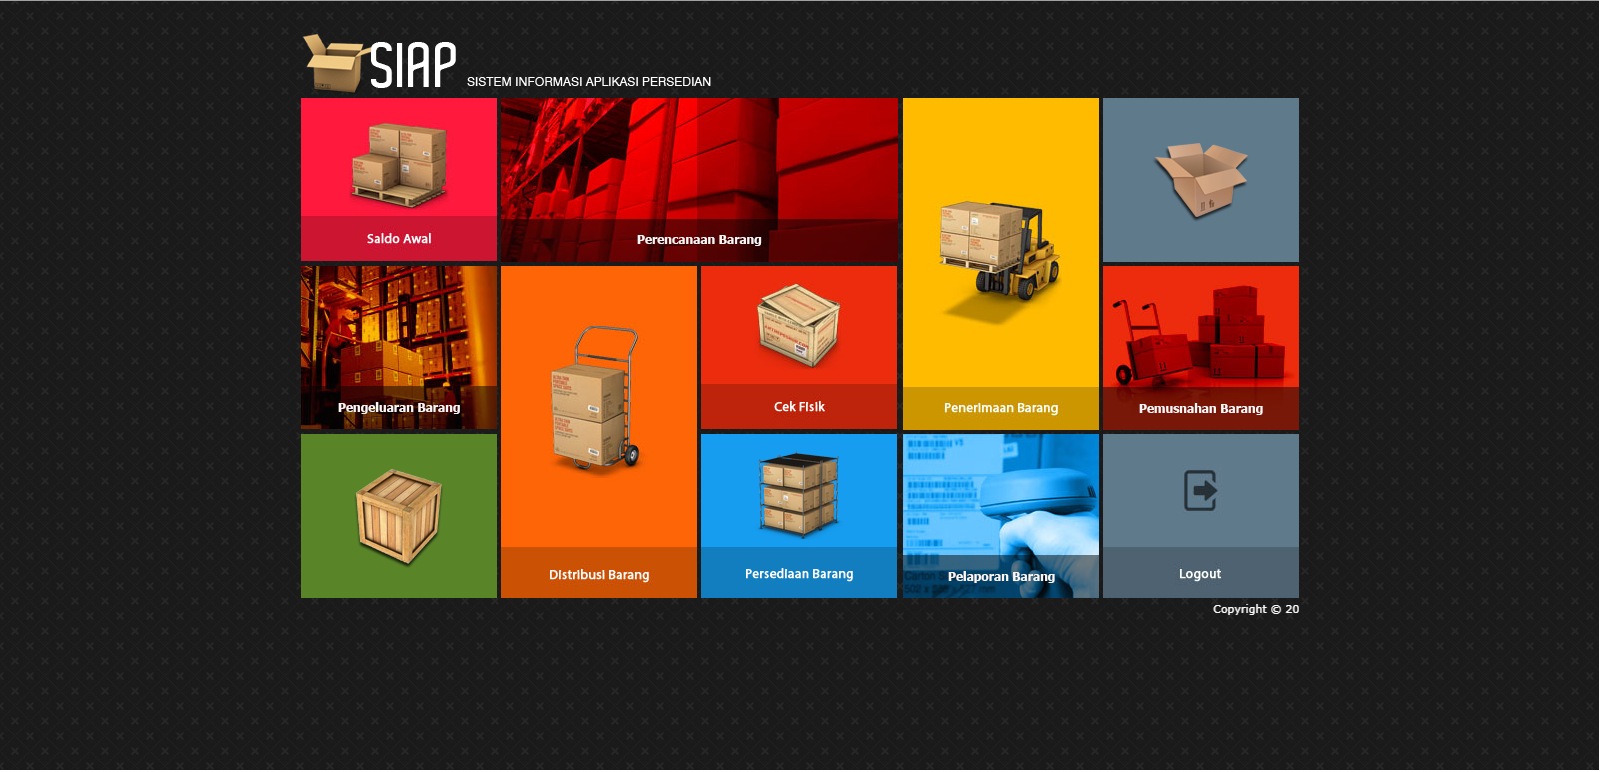 SIAP
SISTEM INFORMASI APLIKASI PERSEDIAN
Saldo Awal
Perencanaan Barang
Pengeluaran Barang
Cek Fisik
Penerimaan Barang
Pemusnahan Barang
Distribusi Barang
Persediaan Barang
Pelaporan Barang
Logout
Copyright © 20